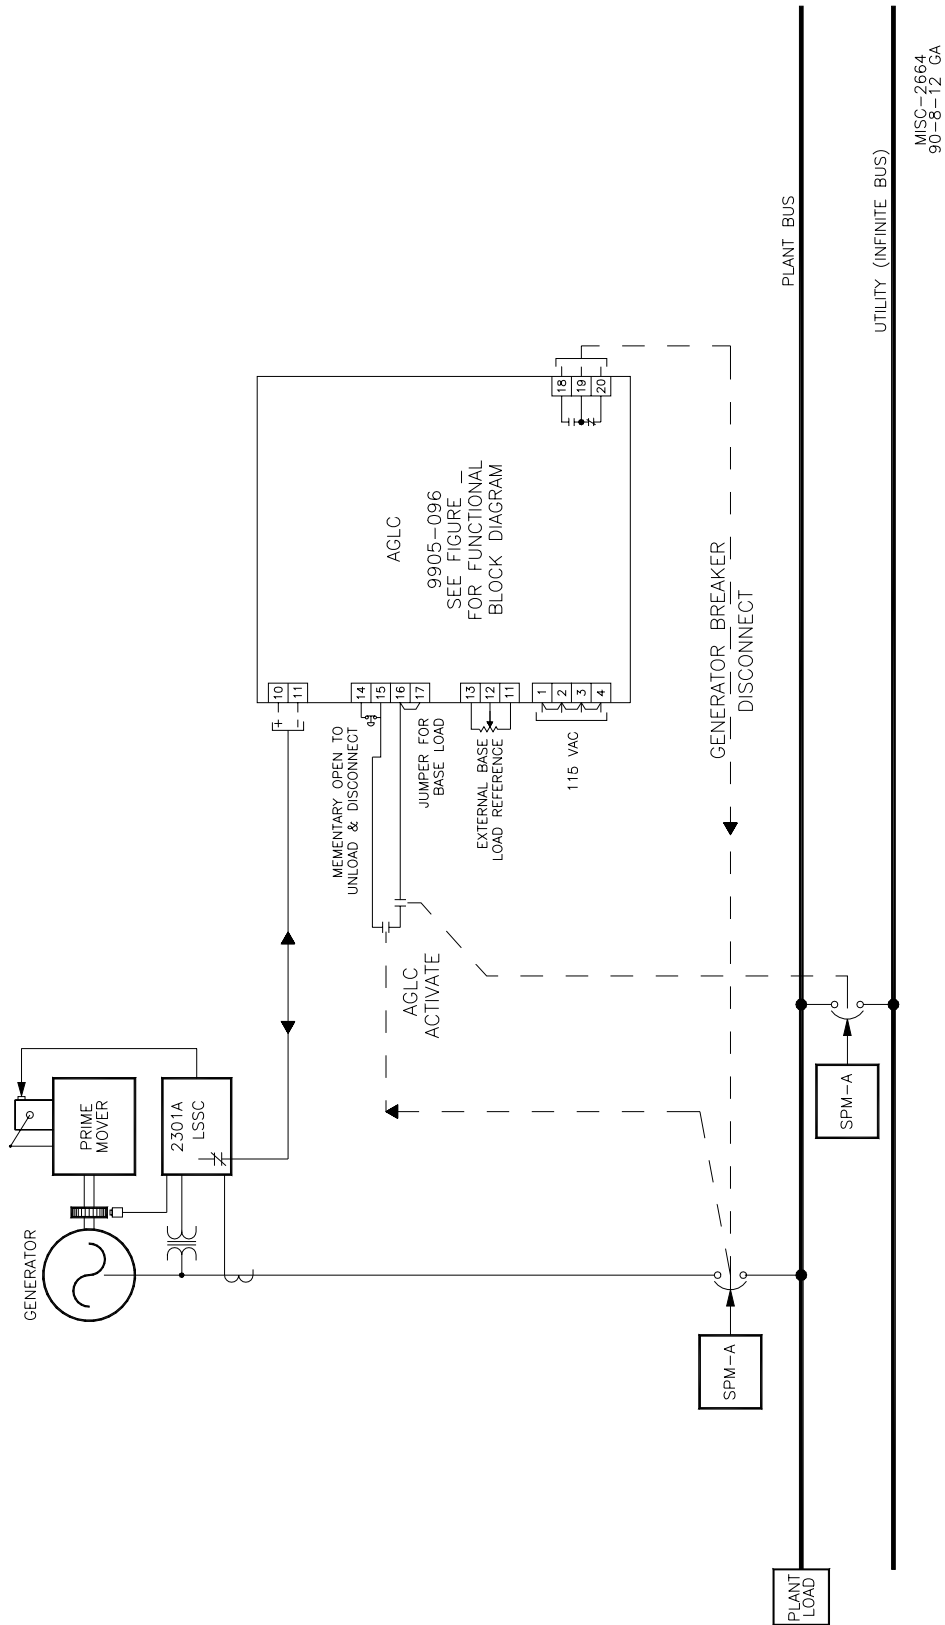 GENERATOR
PRIME
MOVER
2301A
LSSC
SPM-A
SPM-A
PLANT
LOAD
AGLC
ACTIVATE
MEMENTARY OPEN TO
UNLOAD & DISCONNECT
JUMPER FOR
BASE LOAD
EXTERNAL BASE
LOAD REFERENCE
115 VAC
+
-
10
11
14
15
16
17
13
12
11
1
2
3
4
AGLC
9905-096
SEE FIGURE _
FOR FUNCTIONAL
BLOCK DIAGRAM
18
19
20
GENERATOR BREAKER
DISCONNECT
PLANT BUS
UTILITY (INFINITE BUS)
MISC-2664
90-8-12 GA